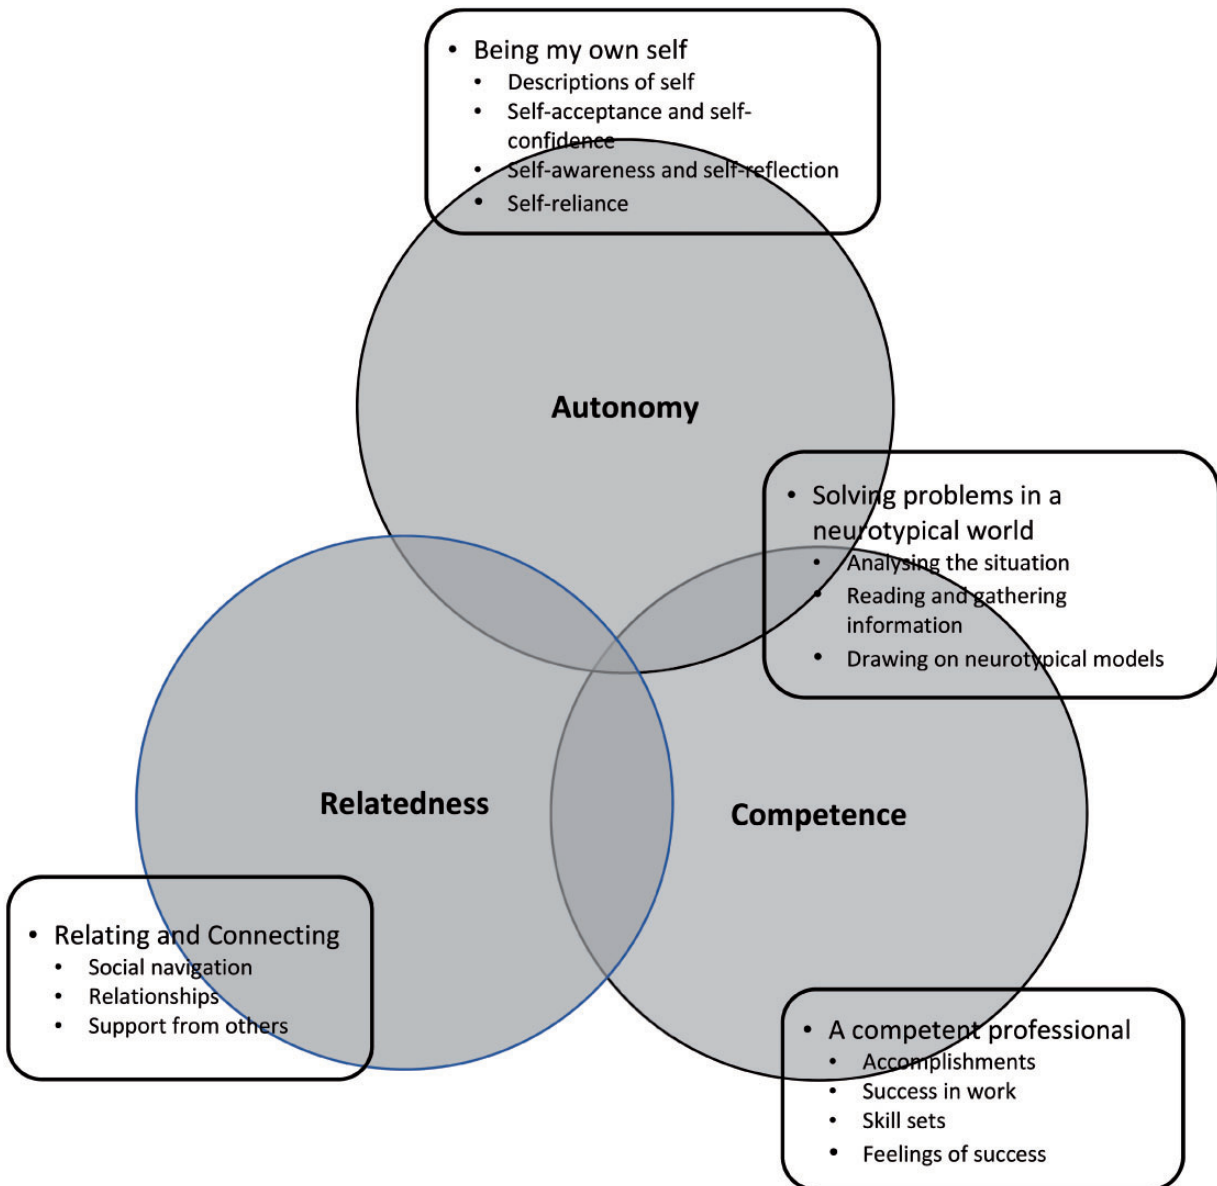 • Being my own self
• Descriptions of self
• Self-acceptance and self-
confidence
• Self-awareness and self-reflection
• Self-reliance
Autonomy
• Solving problems in a
neurotypical world
• Analysing the situation
• Reading and gathering
information
• Drawing on neurotypical models
Relatedness
Competence
• Relating and Connecting
• Social navigation
• Relationships
• Support from others
• A competent professional
• Accomplishments
• Success in work
• Skill sets
• Feelings of success